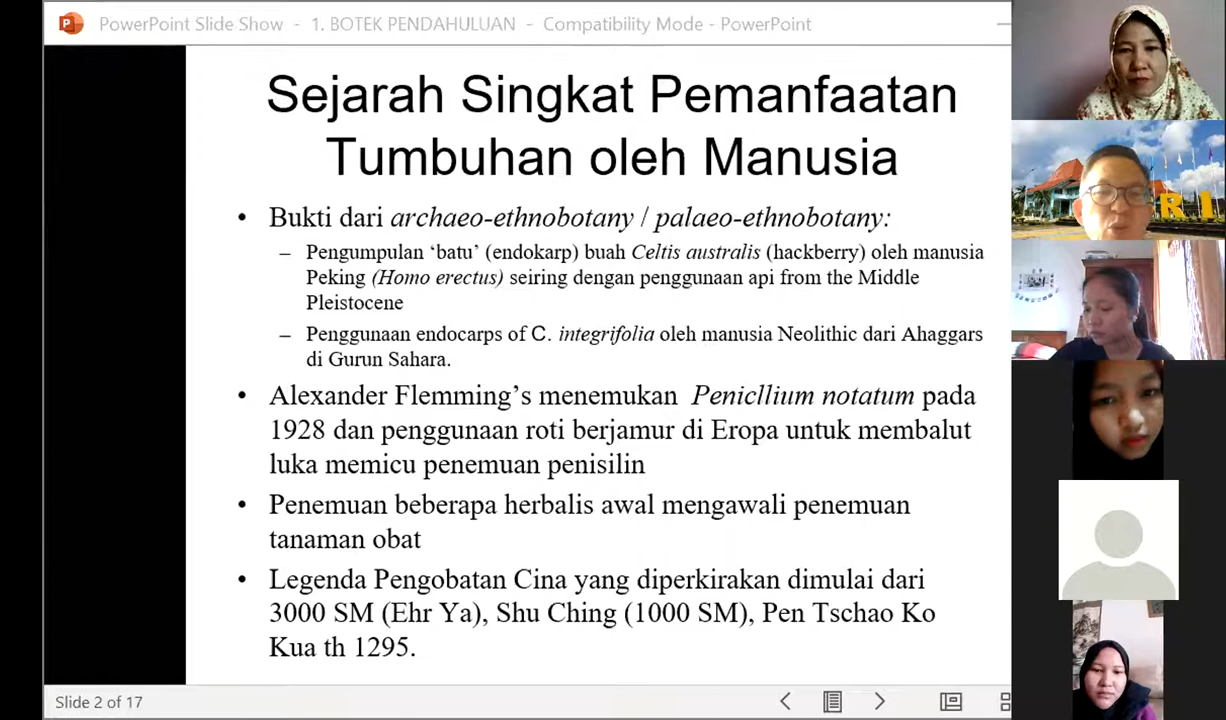 PowerPoint Slide Show - 1. BOTEK PENDAHULUAN - Compatibility Mode - PowerPoint
Sejarah Singkat Pemanfaatan
Tumbuhan oleh Manusia
• Bukti dari archaeo-ethnobotany / palaeo-ethnobotany:
– Pengumpulan ‘batu’ (endokarp) buah Celtis australis (hackberry) oleh manusia
Peking (Homo erectus) seiring dengan penggunaan api from the Middle
Pleistocene
– Penggunaan endocarps of C. integrifolia oleh manusia Neolithic dari Ahaggars
di Gurun Sahara.
• Alexander Flemming’s menemukan Penicllium notatum pada
1928 dan penggunaan roti berjamur di Eropa untuk membalut
luka memicu penemuan penisilin
• Penemuan beberapa herbalis awal mengawali penemuan
tanaman obat
• Legenda Pengobatan Cina yang diperkirakan dimulai dari
3000 SM (Ehr Ya), Shu Ching (1000 SM), Pen Tschao Ko
Kua th 1295.
Slide 2 of 17
R I